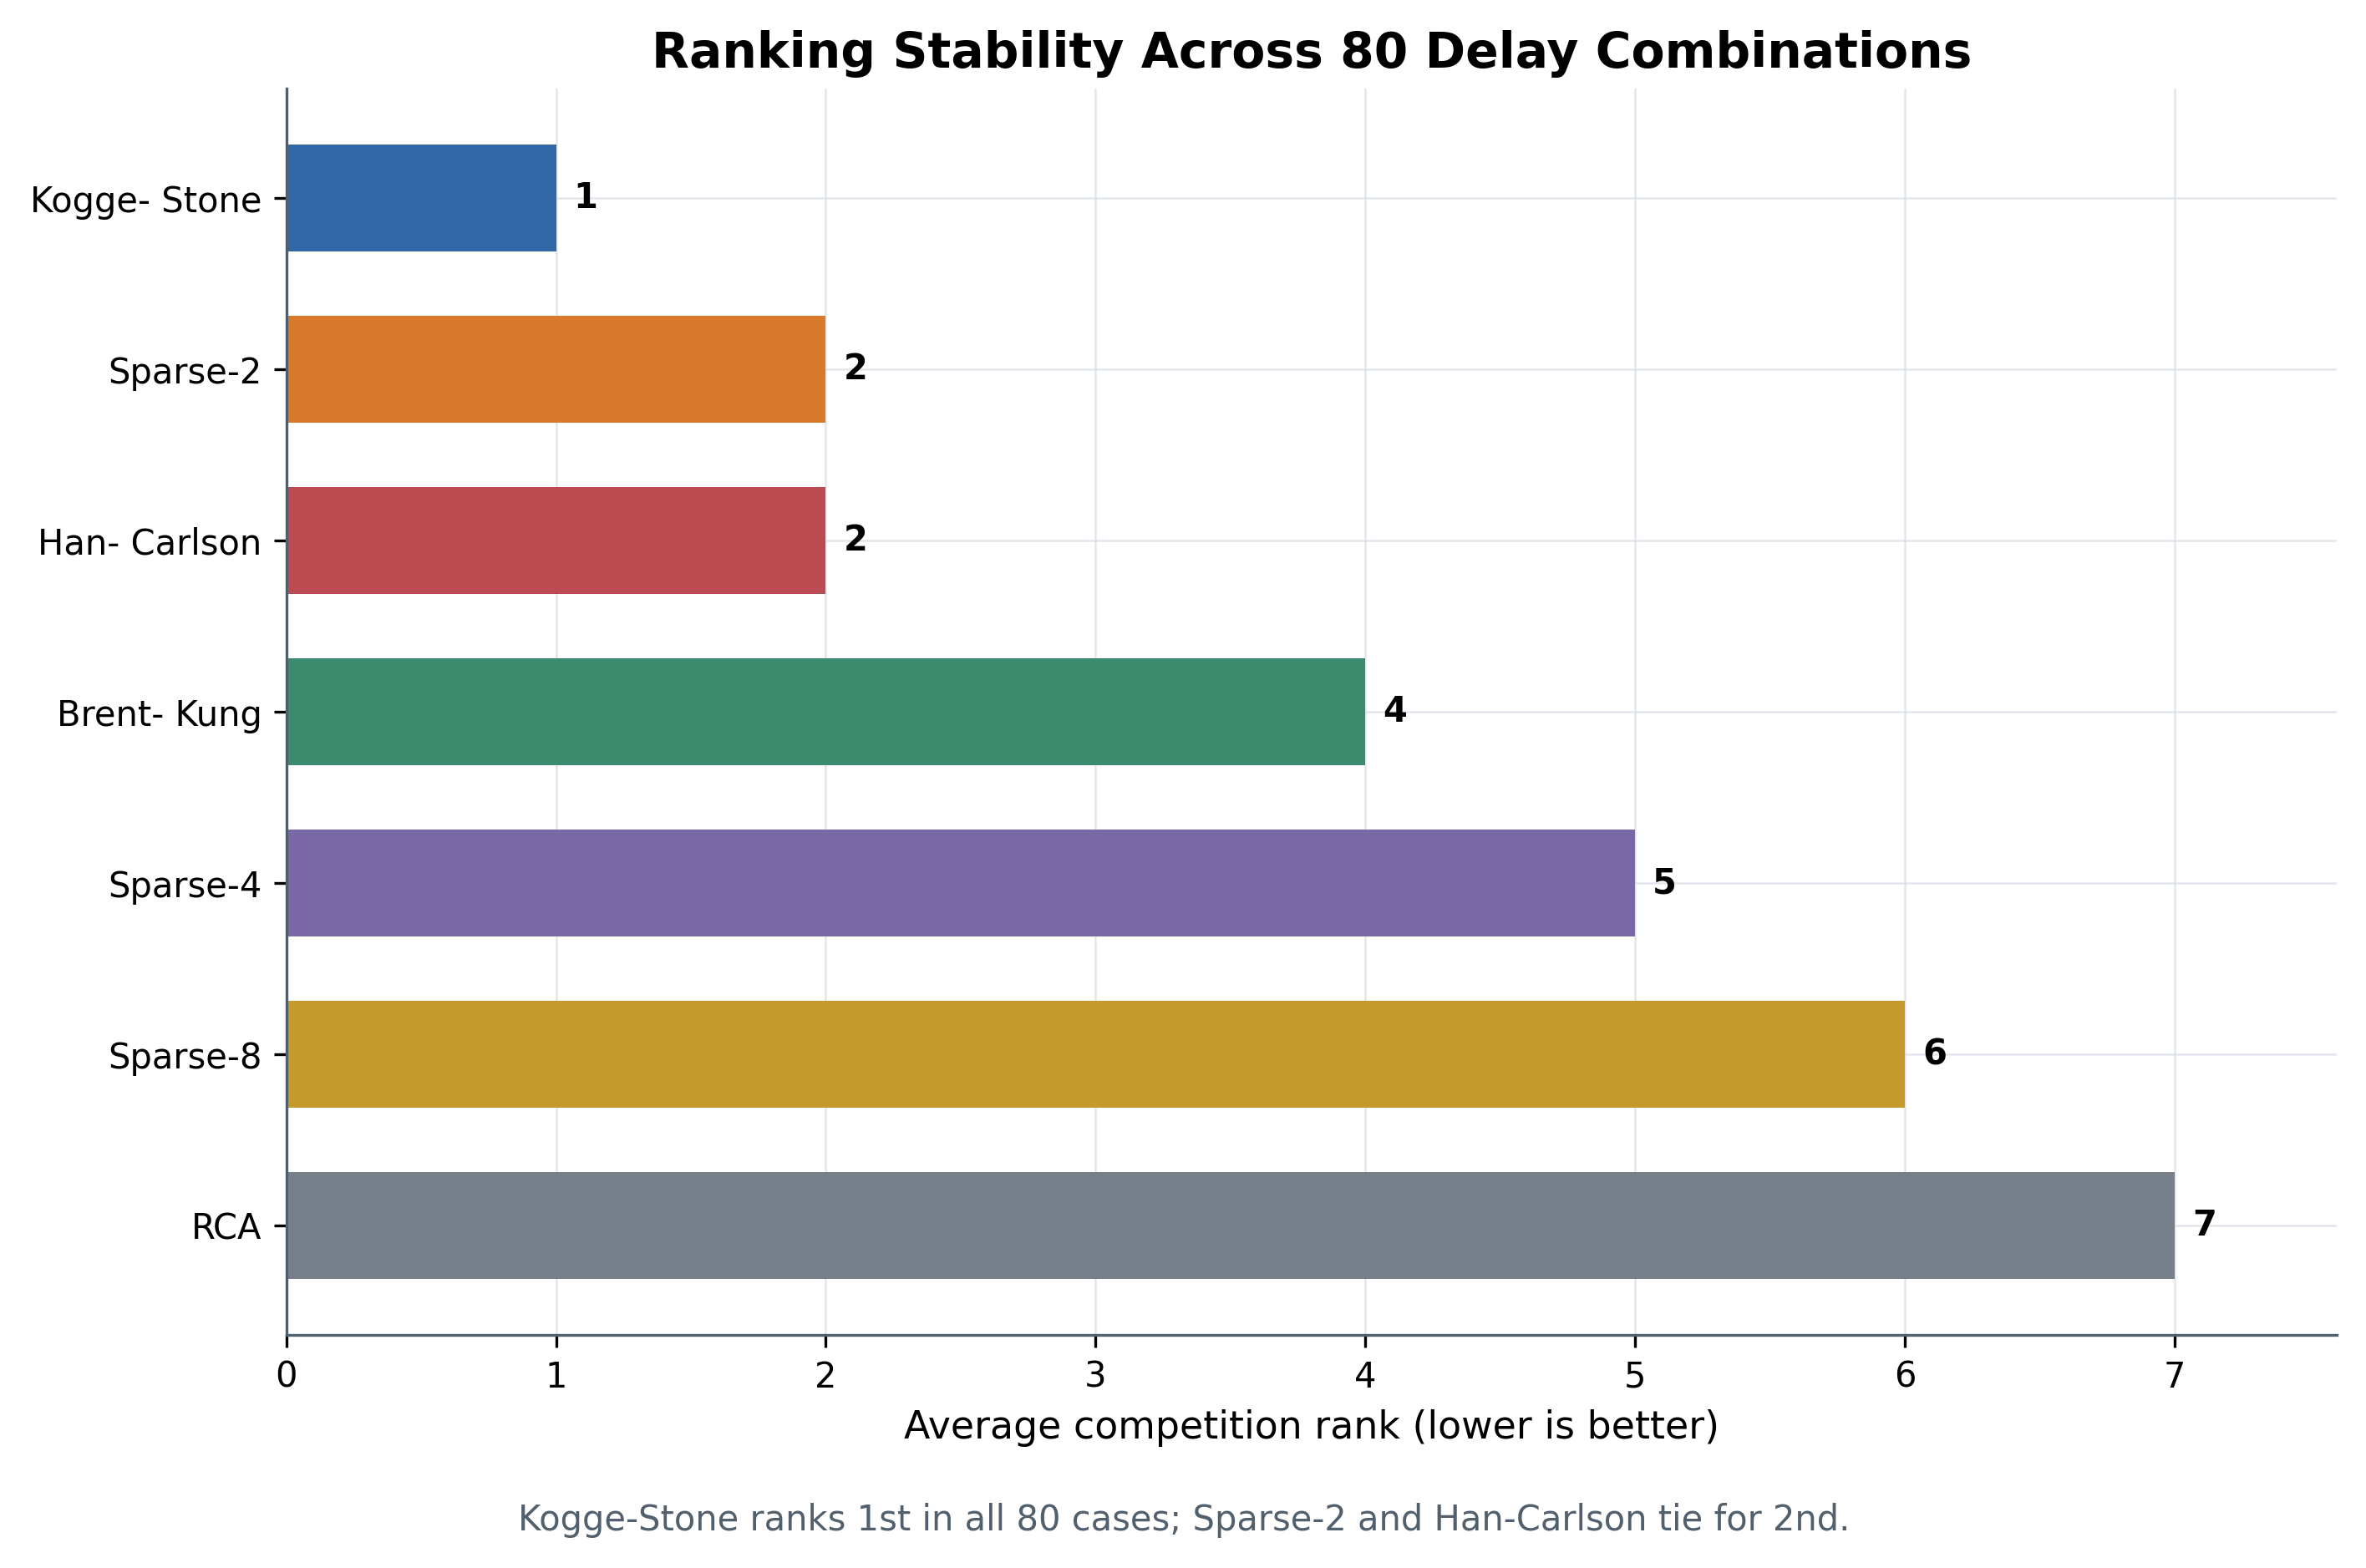 Ranking Stability Across 80 Delay Combinations
Kogge- Stone
1
Sparse-2
2
Han- Carlson
2
Brent- Kung
4
Sparse-4
5
Sparse-8
6
RCA
7
0 1 2 3 4 5 6 7
Average competition rank (lower is better)
Kogge-Stone ranks 1st in all 80 cases; Sparse-2 and Han-Carlson tie for 2nd.